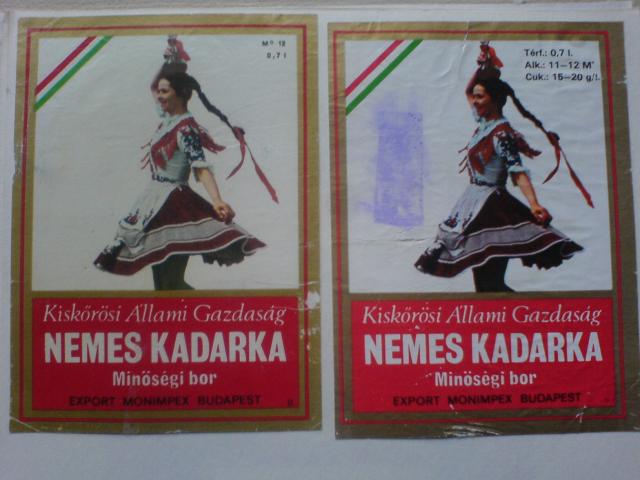 M° 12
0,7 l
Kiskőrösi Állami Gazdaság
NEMES KADARKA
Minőségi bor
EXPORT MONIMPEX BUDAPEST
Térf.: 0,7 l.
Alk.: 11—12 M°
Cuk.: 15—20 g/l.
Kiskőrösi Állami Gazdaság
NEMES KADARKA
Minőségi bor
EXPORT MONIMPEX BUDAPEST